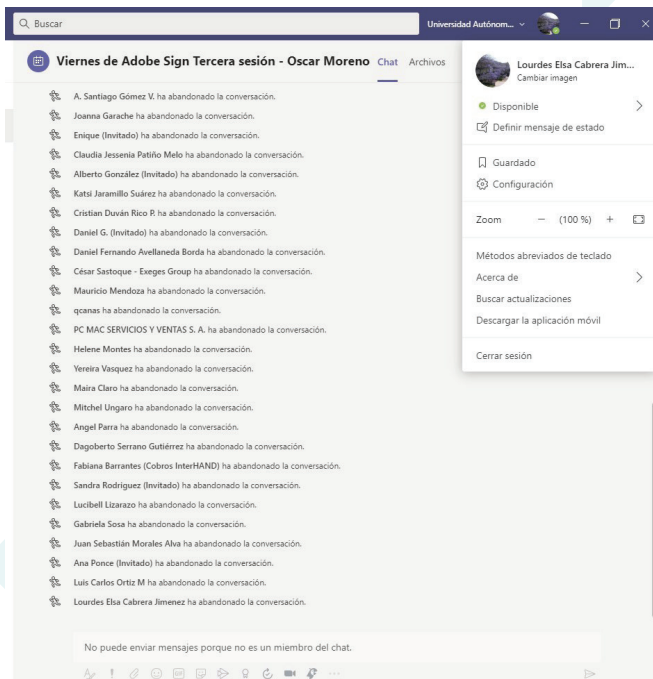 Buscar
Universidad Autónom...
Viernes de Adobe Sign Tercera sesión - Oscar Moreno Chat Archivos
A. Santiago Gómez V. ha abandonado la conversación.
Joanna Garache ha abandonado la conversación.
Enique (Invitado) ha abandonado la conversación.
Claudia Jessenia Patiño Melo ha abandonado la conversación.
Alberto González (Invitado) ha abandonado la conversación.
Katsi Jaramillo Suárez ha abandonado la conversación.
Cristian Duván Rico P. ha abandonado la conversación.
Daniel G. (Invitado) ha abandonado la conversación.
Daniel Fernando Avellaneda Borda ha abandonado la conversación.
César Sastoque - Exeges Group ha abandonado la conversación.
Mauricio Mendoza ha abandonado la conversación.
qcanas ha abandonado la conversación.
PC MAC SERVICIOS Y VENTAS S. A. ha abandonado la conversación.
Helene Montes ha abandonado la conversación.
Yereira Vasquez ha abandonado la conversación.
Maira Claro ha abandonado la conversación.
Mitchel Ungaro ha abandonado la conversación.
Angel Parra ha abandonado la conversación.
Dagoberto Serrano Gutiérrez ha abandonado la conversación.
Fabiana Barrantes (Cobros InterHAND) ha abandonado la conversación.
Sandra Rodriguez (Invitado) ha abandonado la conversación.
Lucibell Lizarazo ha abandonado la conversación.
Gabriela Sosa ha abandonado la conversación.
Juan Sebastián Morales Alva ha abandonado la conversación.
Ana Ponce (Invitado) ha abandonado la conversación.
Luis Carlos Ortiz M ha abandonado la conversación.
Lourdes Elsa Cabrera Jimenez ha abandonado la conversación.
No puede enviar mensajes porque no es un miembro del chat.
GIF
Lourdes Elsa Cabrera Jim...
Cambiar imagen
Disponible
Definir mensaje de estado
Guardado
Configuración
Zoom − (100 %) +
Métodos abreviados de teclado
Acerca de
Buscar actualizaciones
Descargar la aplicación móvil
Cerrar sesión